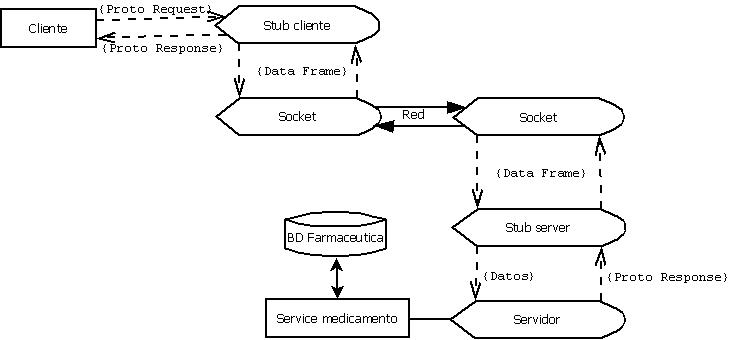 {Proto Request}
Cliente
Stub cliente
{Proto Response}
{Data Frame}
Socket
Red
Socket
{Data Frame}
BD Farmaceutica
Stub server
{Datos}
{Proto Response}
Service medicamento
Servidor